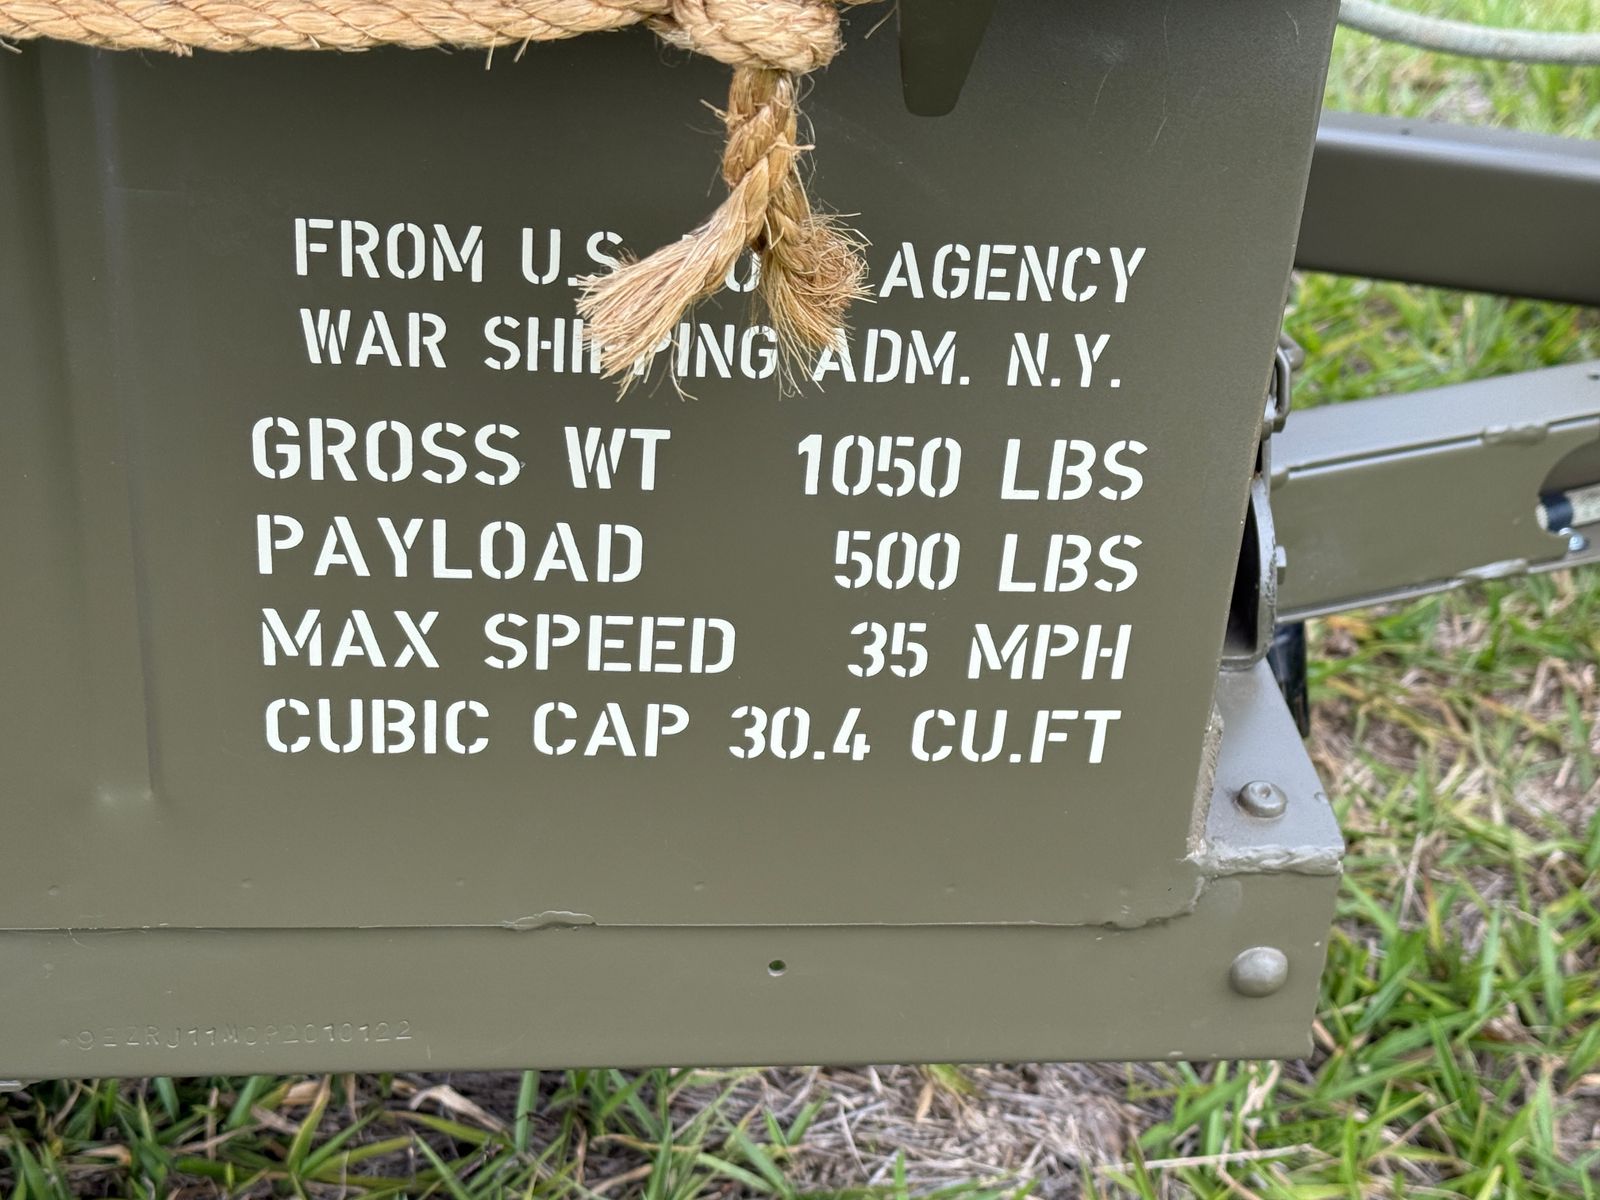 FROM U.S. AGENCY
WAR SHIPPING ADM. N.Y.
GROSS WT 1050 LBS
PAYLOAD 500 LBS
MAX SPEED 35 MPH
CUBIC CAP 30.4 CU.FT